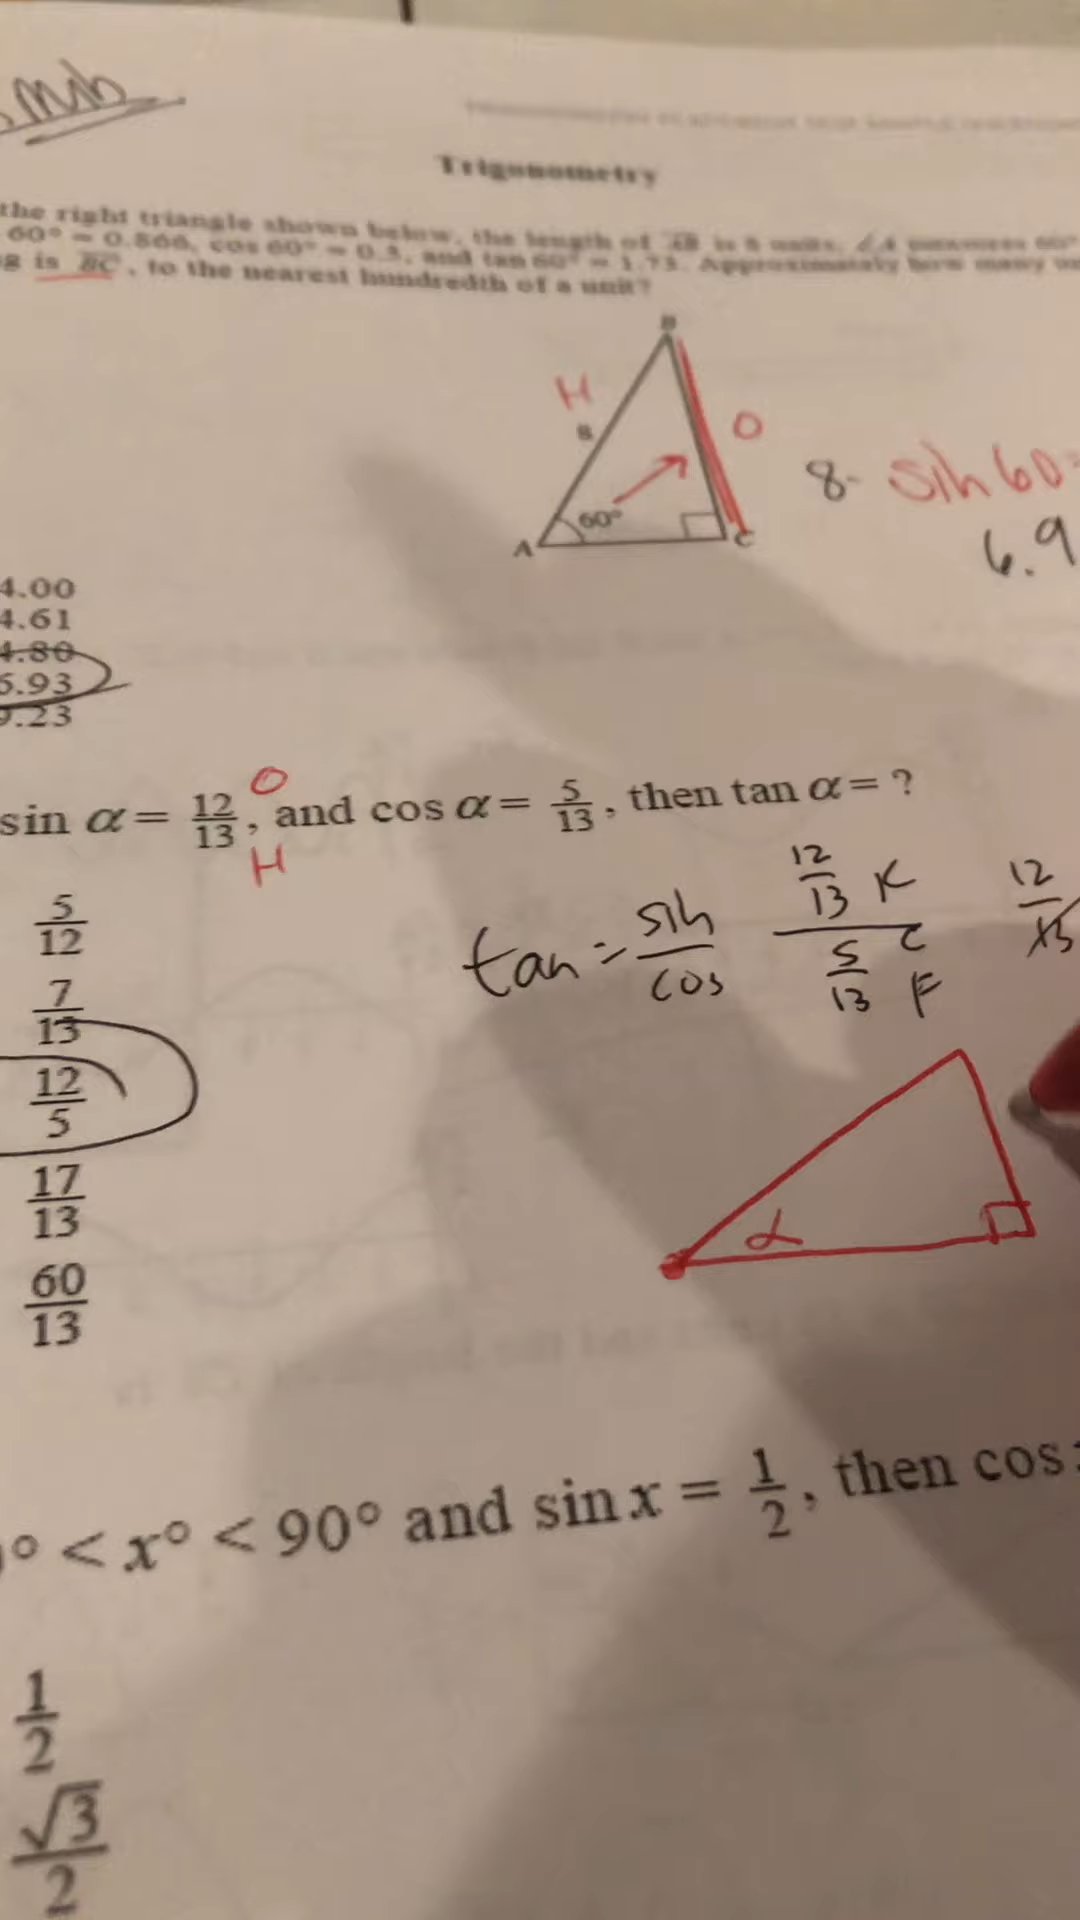 Trigonometry
the right triangle shown below, the length of AB is 8 units, ∠A measures 60°
60° = 0.866, cos 60° = 0.5, and tan 60° = 1.73. Approximately how many
is BC, to the nearest hundredth of a unit?
B
H
8
O
60°
A
C
8· sin 60
6.9
4.00
4.61
4.80
6.93
9.23
O
sin α = 12/13, and cos α = 5/13, then tan α = ?
H
5/12
7/13
12/5
17/13
60/13
tan = sin/cos
12/13 K
C
5/13 F
12/13
α
° < x° < 90° and sin x = 1/2, then cos
1/2
√3/2